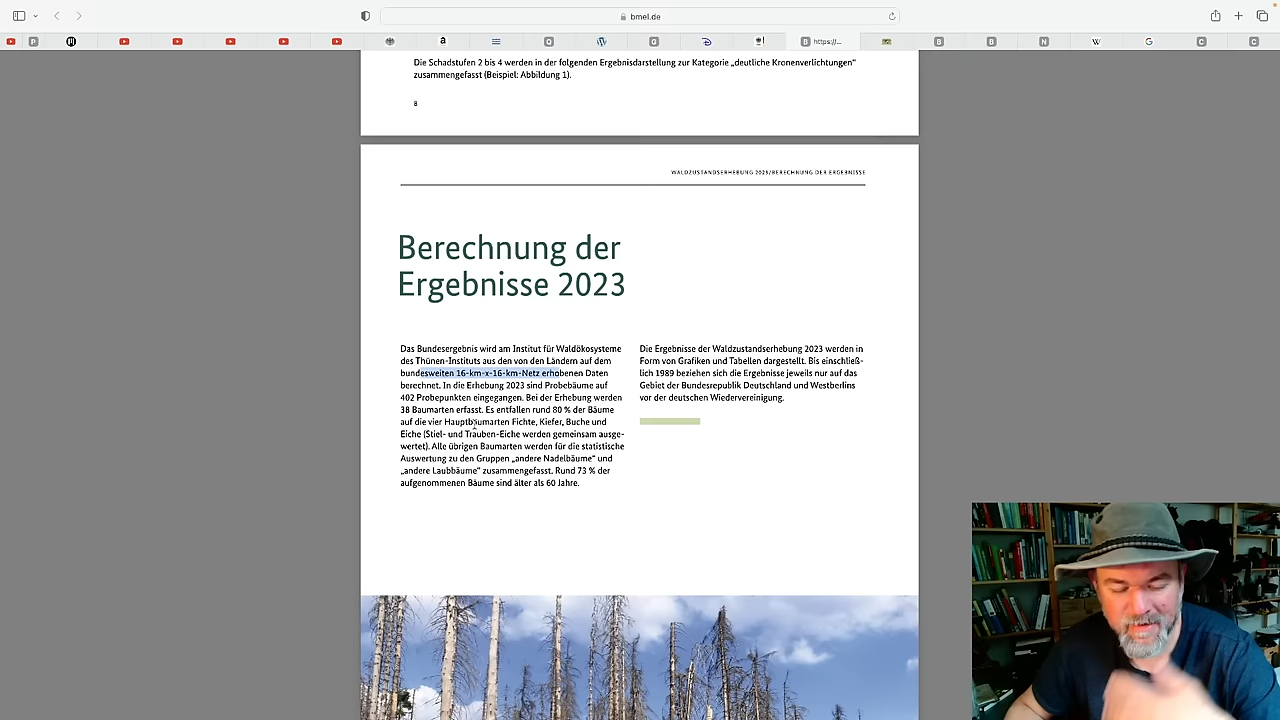 bmel.de
https://...
Die Schadstufen 2 bis 4 werden in der folgenden Ergebnisdarstellung zur Kategorie „deutliche Kronenverlichtungen“
zusammengefasst (Beispiel: Abbildung 1).
8
WALDZUSTANDSERHEBUNG 2023/BERECHNUNG DER ERGEBNISSE
Berechnung der
Ergebnisse 2023
Das Bundesergebnis wird am Institut für Waldökosysteme
des Thünen-Instituts aus den von den Ländern auf dem
bundesweiten 16-km-x-16-km-Netz erhobenen Daten
berechnet. In die Erhebung 2023 sind Probebäume auf
402 Probepunkten eingegangen. Bei der Erhebung werden
38 Baumarten erfasst. Es entfallen rund 80 % der Bäume
auf die vier Hauptbaumarten Fichte, Kiefer, Buche und
Eiche (Stiel- und Trauben-Eiche werden gemeinsam ausge-
wertet). Alle übrigen Baumarten werden für die statistische
Auswertung zu den Gruppen „andere Nadelbäume“ und
„andere Laubbäume“ zusammengefasst. Rund 73 % der
aufgenommenen Bäume sind älter als 60 Jahre.
Die Ergebnisse der Waldzustandserhebung 2023 werden in
Form von Grafiken und Tabellen dargestellt. Bis einschließ-
lich 1989 beziehen sich die Ergebnisse jeweils nur auf das
Gebiet der Bundesrepublik Deutschland und Westberlins
vor der deutschen Wiedervereinigung.